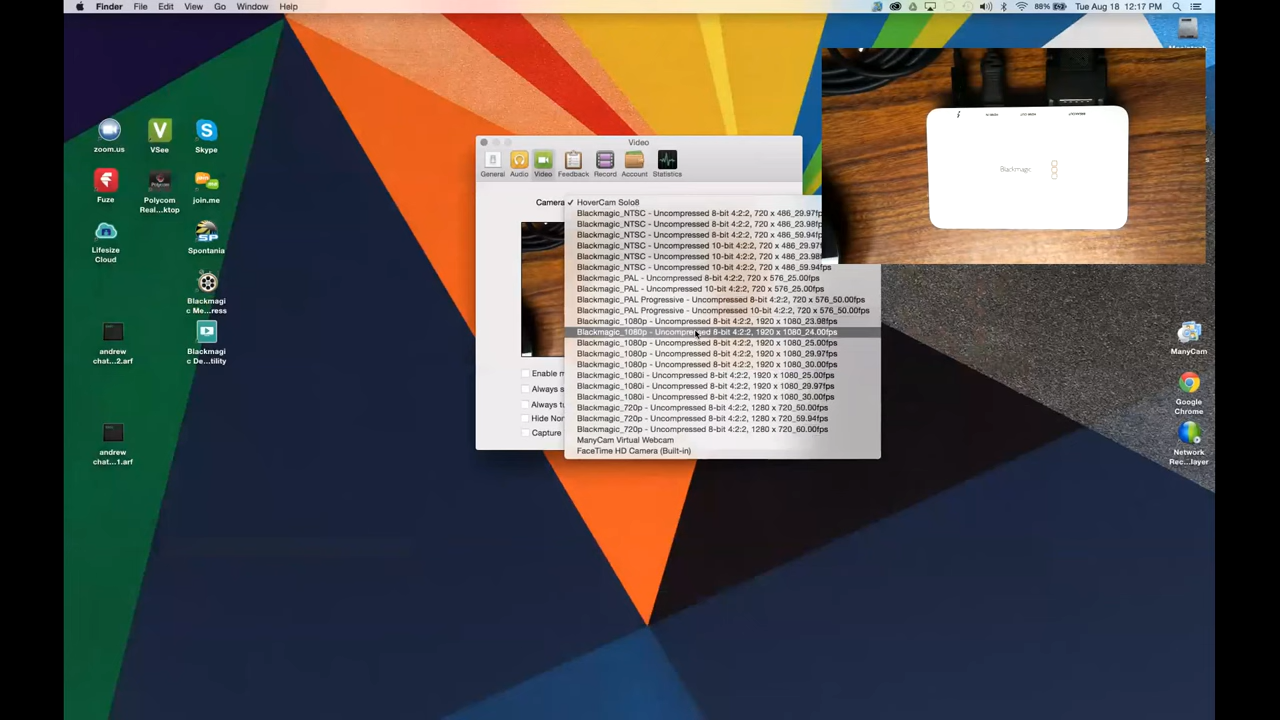 Finder File Edit View Go Window Help
88% Tue Aug 18 12:17 PM
zoom.us
VSee
Skype
Fuze
Polycom
Real...ktop
join.me
Lifesize
Cloud
Spontania
Blackmagic
Me...ress
andrew
chat...2.arf
Blackmagic
De...tility
andrew
chat...1.arf
Video
General Audio Video Feedback Record Account Statistics
Camera
✓ HoverCam Solo8
Blackmagic_NTSC - Uncompressed 8-bit 4:2:2, 720 x 486_29.97fp
Blackmagic_NTSC - Uncompressed 8-bit 4:2:2, 720 x 486_23.98fp
Blackmagic_NTSC - Uncompressed 8-bit 4:2:2, 720 x 486_59.94fp
Blackmagic_NTSC - Uncompressed 10-bit 4:2:2, 720 x 486_29.97
Blackmagic_NTSC - Uncompressed 10-bit 4:2:2, 720 x 486_23.98
Blackmagic_NTSC - Uncompressed 10-bit 4:2:2, 720 x 486_59.94fps
Blackmagic_PAL - Uncompressed 8-bit 4:2:2, 720 x 576_25.00fps
Blackmagic_PAL - Uncompressed 10-bit 4:2:2, 720 x 576_25.00fps
Blackmagic_PAL Progressive - Uncompressed 8-bit 4:2:2, 720 x 576_50.00fps
Blackmagic_PAL Progressive - Uncompressed 10-bit 4:2:2, 720 x 576_50.00fps
Blackmagic_1080p - Uncompressed 8-bit 4:2:2, 1920 x 1080_23.98fps
Blackmagic_1080p - Uncompressed 8-bit 4:2:2, 1920 x 1080_24.00fps
Blackmagic_1080p - Uncompressed 8-bit 4:2:2, 1920 x 1080_25.00fps
Blackmagic_1080p - Uncompressed 8-bit 4:2:2, 1920 x 1080_29.97fps
Blackmagic_1080p - Uncompressed 8-bit 4:2:2, 1920 x 1080_30.00fps
Blackmagic_1080i - Uncompressed 8-bit 4:2:2, 1920 x 1080_25.00fps
Blackmagic_1080i - Uncompressed 8-bit 4:2:2, 1920 x 1080_29.97fps
Blackmagic_1080i - Uncompressed 8-bit 4:2:2, 1920 x 1080_30.00fps
Blackmagic_720p - Uncompressed 8-bit 4:2:2, 1280 x 720_50.00fps
Blackmagic_720p - Uncompressed 8-bit 4:2:2, 1280 x 720_59.94fps
Blackmagic_720p - Uncompressed 8-bit 4:2:2, 1280 x 720_60.00fps
ManyCam Virtual Webcam
FaceTime HD Camera (Built-in)
Enable m
Always s
Always tu
Hide Non
Capture
Blackmagic
ManyCam
Google
Chrome
Network
Rec...layer